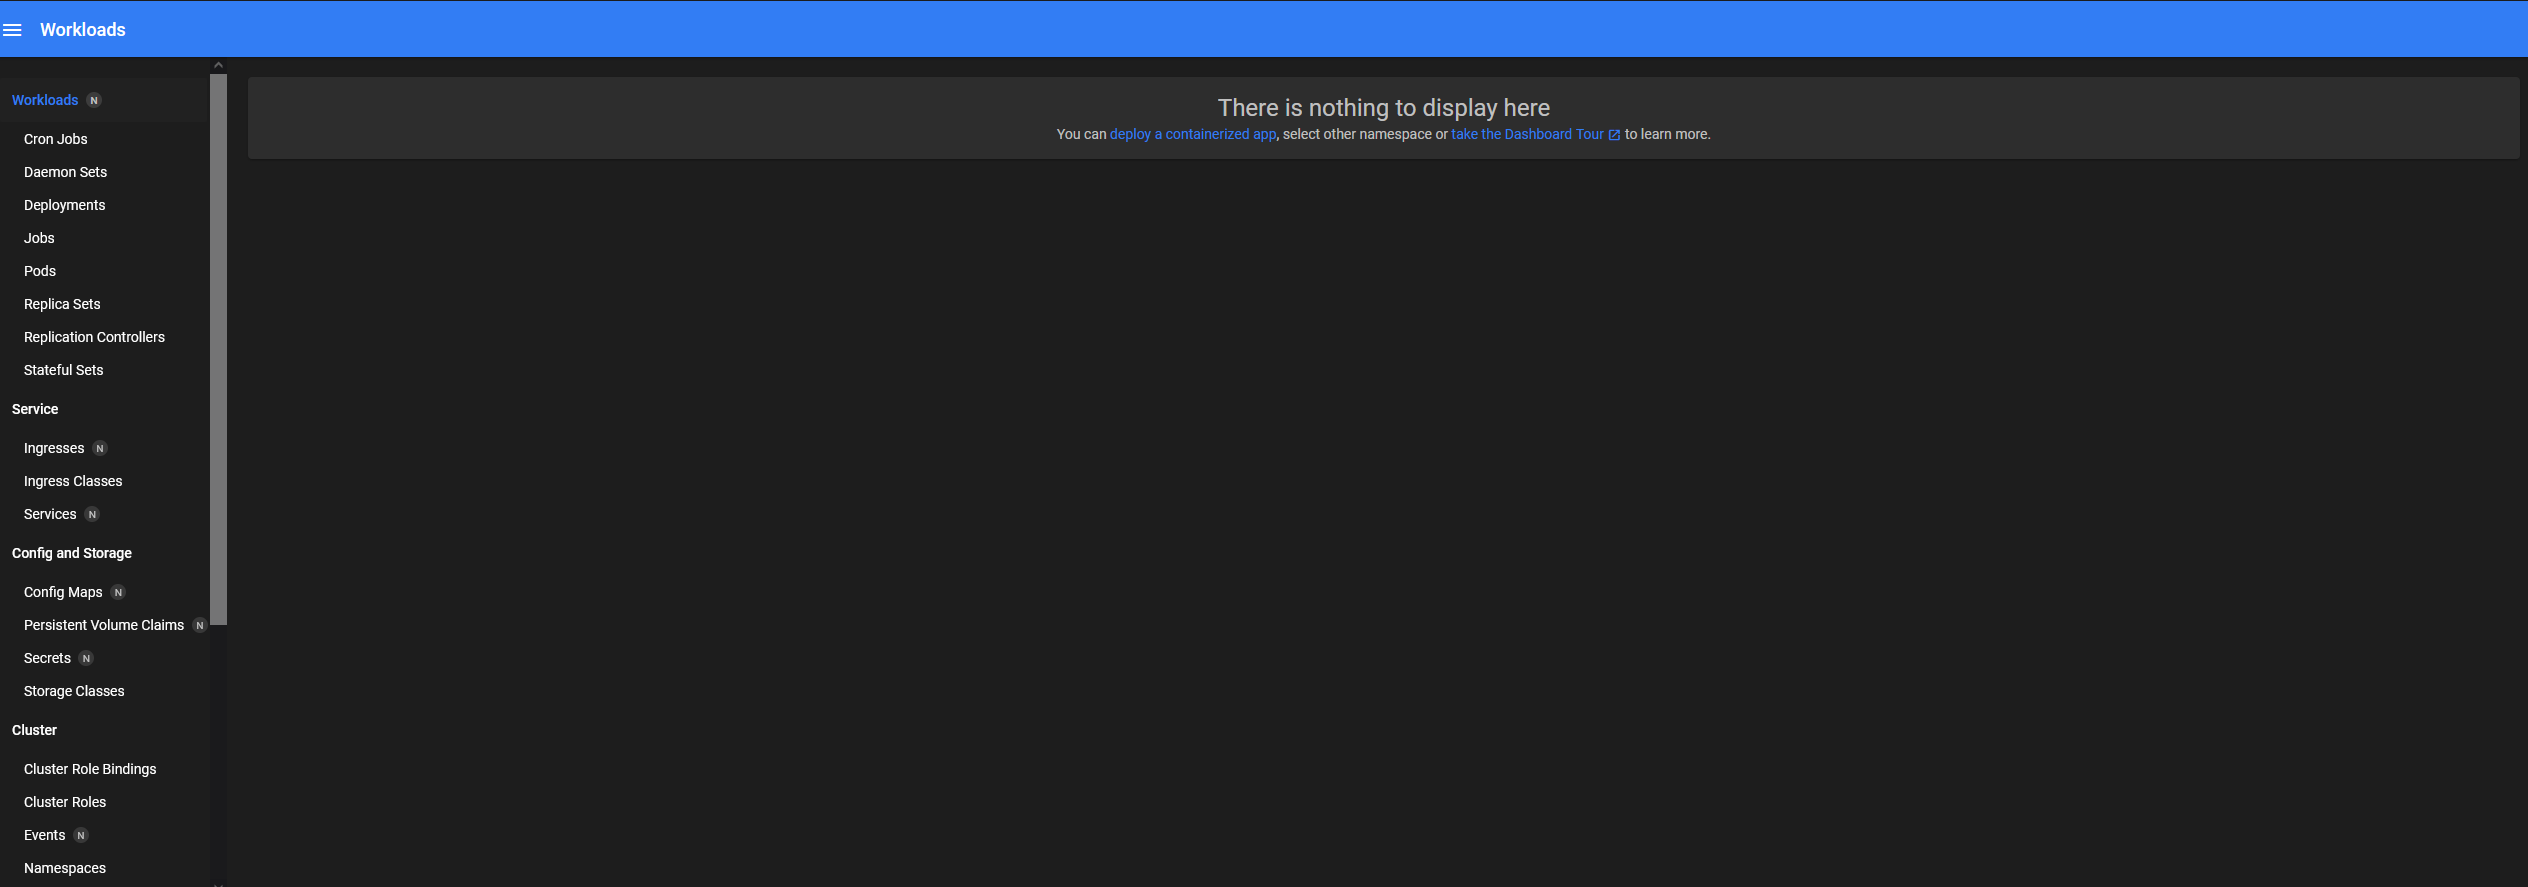 Workloads
Workloads N
Cron Jobs
Daemon Sets
Deployments
Jobs
Pods
Replica Sets
Replication Controllers
Stateful Sets
Service
Ingresses N
Ingress Classes
Services N
Config and Storage
Config Maps N
Persistent Volume Claims N
Secrets N
Storage Classes
Cluster
Cluster Role Bindings
Cluster Roles
Events N
Namespaces
There is nothing to display here
You can deploy a containerized app, select other namespace or take the Dashboard Tour to learn more.